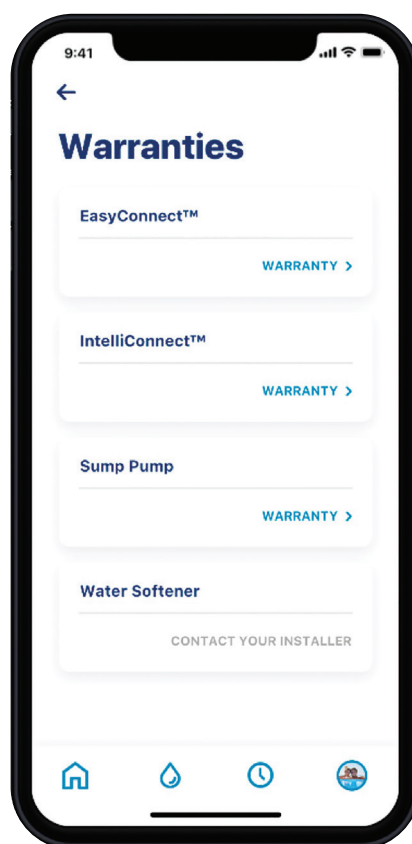 9:41
Warranties
EasyConnect™
WARRANTY >
IntelliConnect™
WARRANTY >
Sump Pump
WARRANTY >
Water Softener
CONTACT YOUR INSTALLER